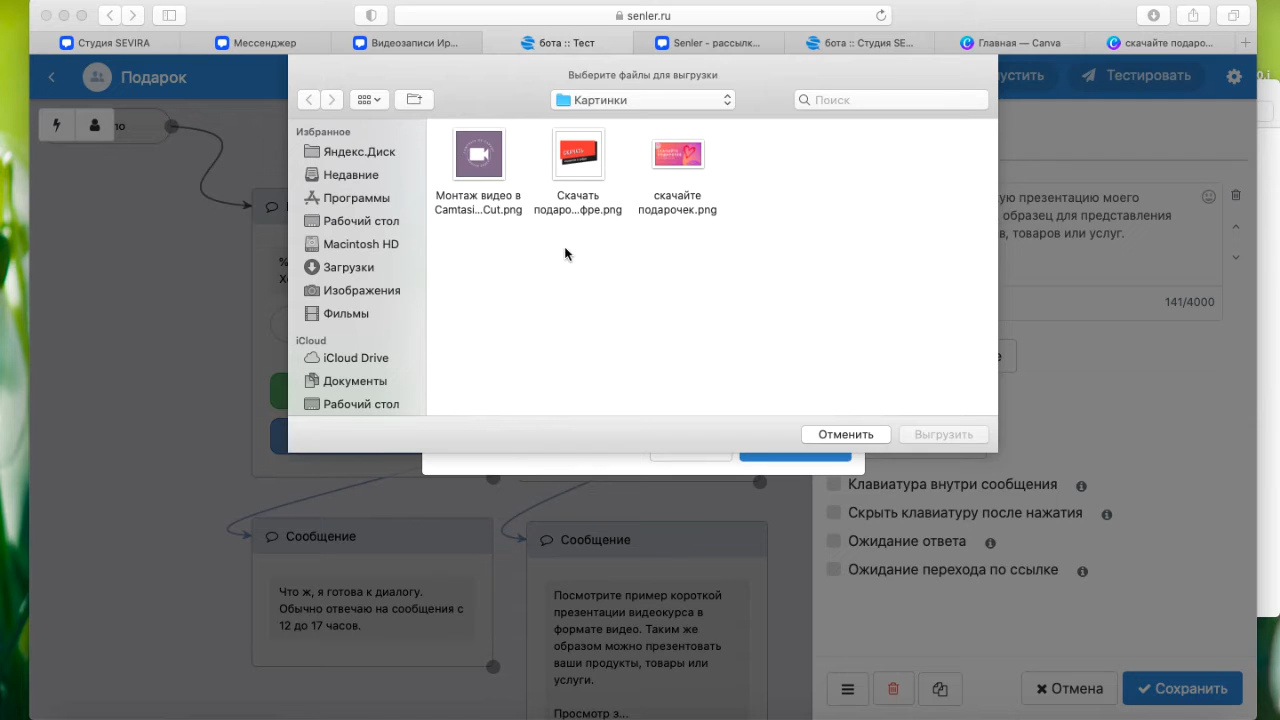 senler.ru
Студия SEVIRA
Мессенджер
Видеозаписи Ир...
бота :: Тест
Senler - рассылк...
бота :: Студия SE...
Главная — Canva
скачайте подаро...
Подарок
Тестировать
Выберите файлы для выгрузки
Картинки
Поиск
Избранное
Яндекс.Диск
Недавние
Программы
Рабочий стол
Macintosh HD
Загрузки
Изображения
Фильмы
iCloud
iCloud Drive
Документы
Рабочий стол
Монтаж видео в
Camtasi...Cut.png
Скачать
подаро...фре.png
скачайте
подарочек.png
Отменить
Выгрузить
ую презентацию моего
образец для представления
в, товаров или услуг.
141/4000
Клавиатура внутри сообщения
Скрыть клавиатуру после нажатия
Ожидание ответа
Ожидание перехода по ссылке
Отмена
Сохранить
Сообщение
Что ж, я готова к диалогу.
Обычно отвечаю на сообщения с
12 до 17 часов.
Сообщение
Посмотрите пример короткой
презентации видеокурса в
формате видео. Таким же
образом можно презентовать
ваши продукты, товары или
услуги.
Просмотр з...